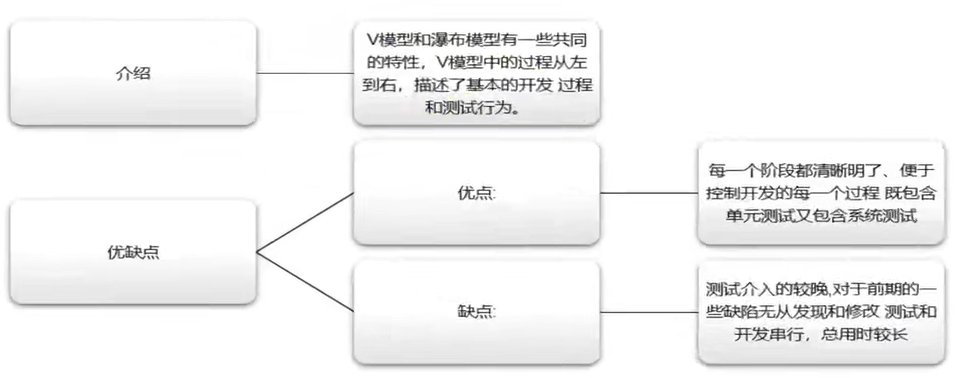 介绍
V模型和瀑布模型有一些共同
的特性，V模型中的过程从左
到右，描述了基本的开发 过程
和测试行为。
优缺点
优点:
每一个阶段都清晰明了、便于
控制开发的每一个过程 既包含
单元测试又包含系统测试
缺点:
测试介入的较晚,对于前期的一
些缺陷无从发现和修改 测试和
开发串行，总用时较长